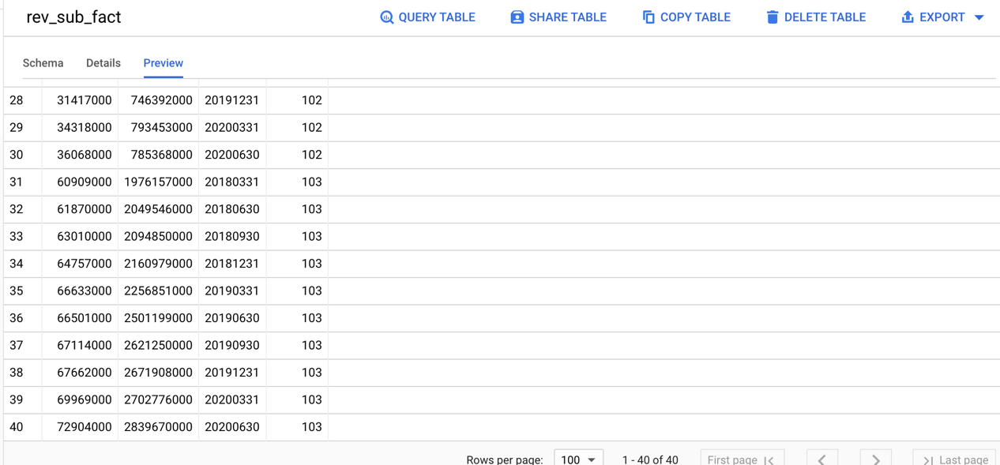 rev_sub_fact QUERY TABLE SHARE TABLE COPY TABLE DELETE TABLE EXPORT
Schema Details Preview
28 31417000 746392000 20191231 102
29 34318000 793453000 20200331 102
30 36068000 785368000 20200630 102
31 60909000 1976157000 20180331 103
32 61870000 2049546000 20180630 103
33 63010000 2094850000 20180930 103
34 64757000 2160979000 20181231 103
35 66633000 2256851000 20190331 103
36 66501000 2501199000 20190630 103
37 67114000 2621250000 20190930 103
38 67662000 2671908000 20191231 103
39 69969000 2702776000 20200331 103
40 72904000 2839670000 20200630 103
Rows per page: 100 1 - 40 of 40 First page Last page